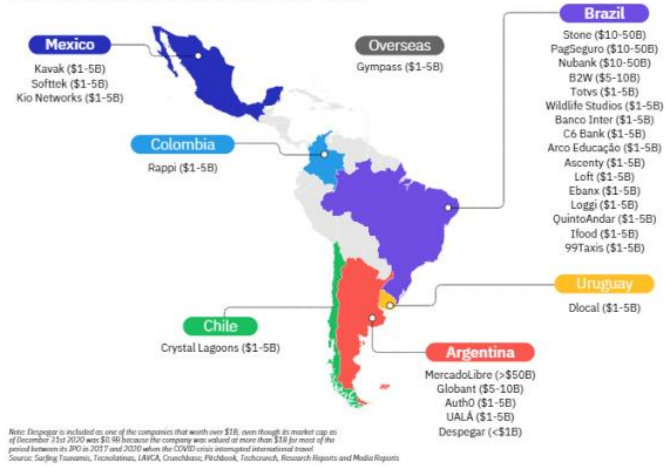 Mexico
Kavak ($1-5B)
Softtek ($1-5B)
Kio Networks ($1-5B)
Overseas
Gympass ($1-5B)
Brazil
Stone ($10-50B)
PagSeguro ($10-50B)
Nubank ($10-50B)
B2W ($5-10B)
Totvs ($1-5B)
Wildlife Studios ($1-5B)
Banco Inter ($1-5B)
C6 Bank ($1-5B)
Arco Educação ($1-5B)
Ascenty ($1-5B)
Loft ($1-5B)
Ebanx ($1-5B)
Loggi ($1-5B)
QuintoAndar ($1-5B)
Ifood ($1-5B)
99Taxis ($1-5B)
Colombia
Rappi ($1-5B)
Uruguay
Dlocal ($1-5B)
Chile
Crystal Lagoons ($1-5B)
Argentina
MercadoLibre (>$50B)
Globant ($5-10B)
Auth0 ($1-5B)
UALÁ ($1-5B)
Despegar (<$1B)
Note: Despegar is included as one of the companies that worth over $1B, even though its market cap as
of December 31st 2020 was $0.9B because the company was valued at more than $1B for most of the
period between its IPO in 2017 and 2020 when the COVID crisis interrupted international travel
Source: Surfing Tsunamis, Tecnolatinas, LAVCA, Crunchbase, Pitchbook, Techcrunch, Research Reports and Media Reports